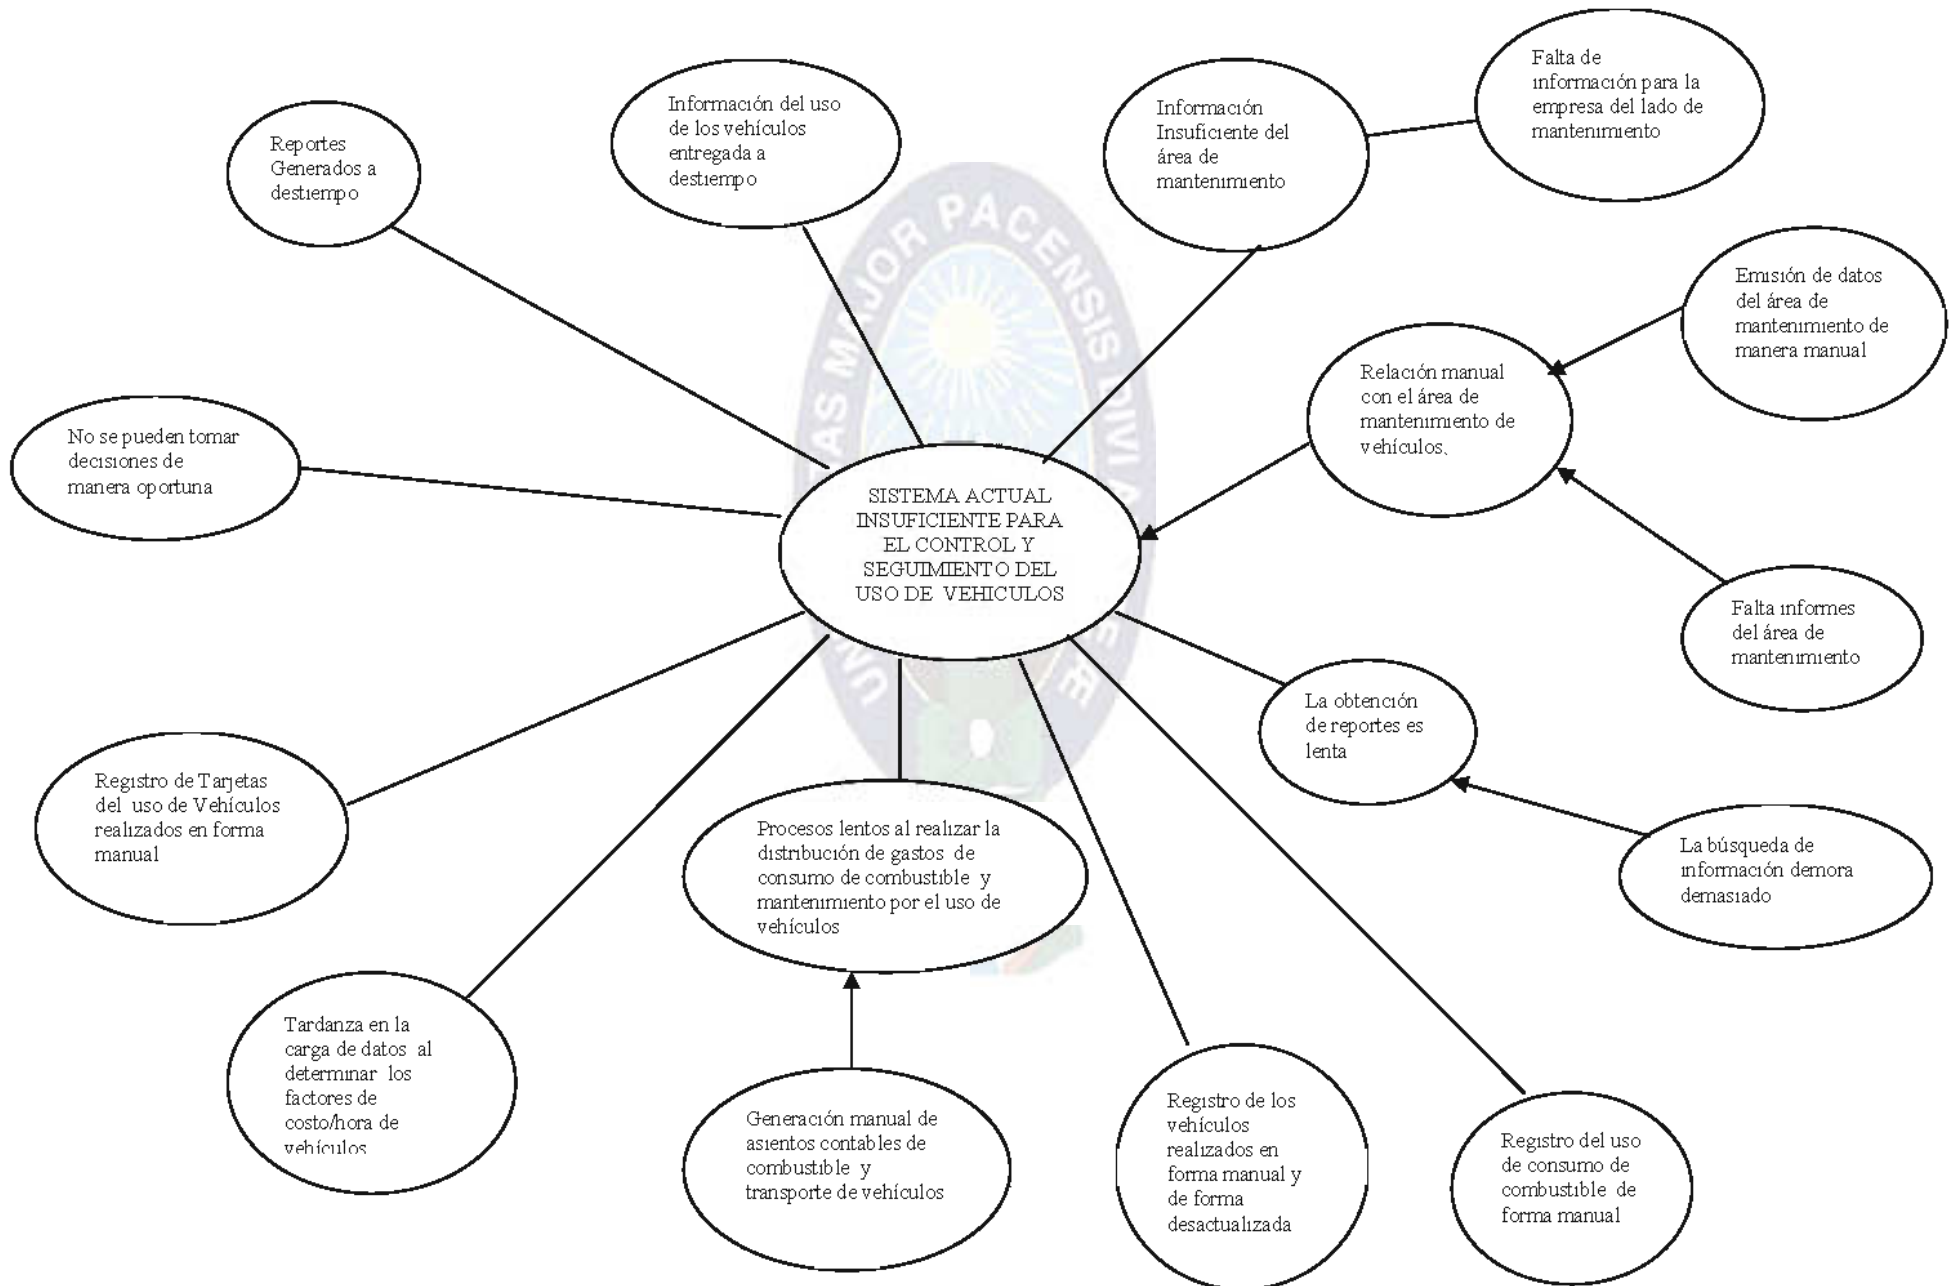 Falta de
información para la
empresa del lado de
mantenimiento
Información del uso
de los vehículos
entregada a
destiempo
Información
Insuficiente del
área de
mantenimiento
Reportes
Generados a
destiempo
Emisión de datos
del área de
mantenimiento de
manera manual
Relación manual
con el área de
mantenimiento de
vehículos.
No se pueden tomar
decisiones de
manera oportuna
SISTEMA ACTUAL
INSUFICIENTE PARA
EL CONTROL Y
SEGUIMIENTO DEL
USO DE VEHICULOS
Falta informes
del área de
mantenimiento
La obtención
de reportes es
lenta
Registro de Tarjetas
del uso de Vehículos
realizados en forma
manual
Procesos lentos al realizar la
distribución de gastos de
consumo de combustible y
mantenimiento por el uso de
vehículos
La búsqueda de
información demora
demasiado
Tardanza en la
carga de datos al
determinar los
factores de
costo/hora de
vehículos
Generación manual de
asientos contables de
combustible y
transporte de vehículos
Registro de los
vehículos
realizados en
forma manual y
de forma
desactualizada
Registro del uso
de consumo de
combustible de
forma manual
MAJOR PACENSIS